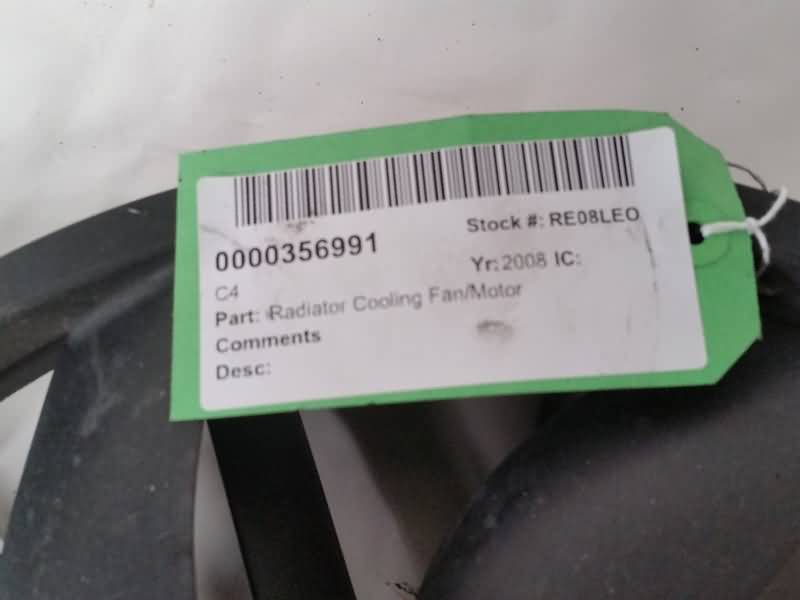 0000356991 Stock #: RE08LEO
C4 Yr: 2008 IC:
Part: Radiator Cooling Fan/Motor
Comments
Desc: